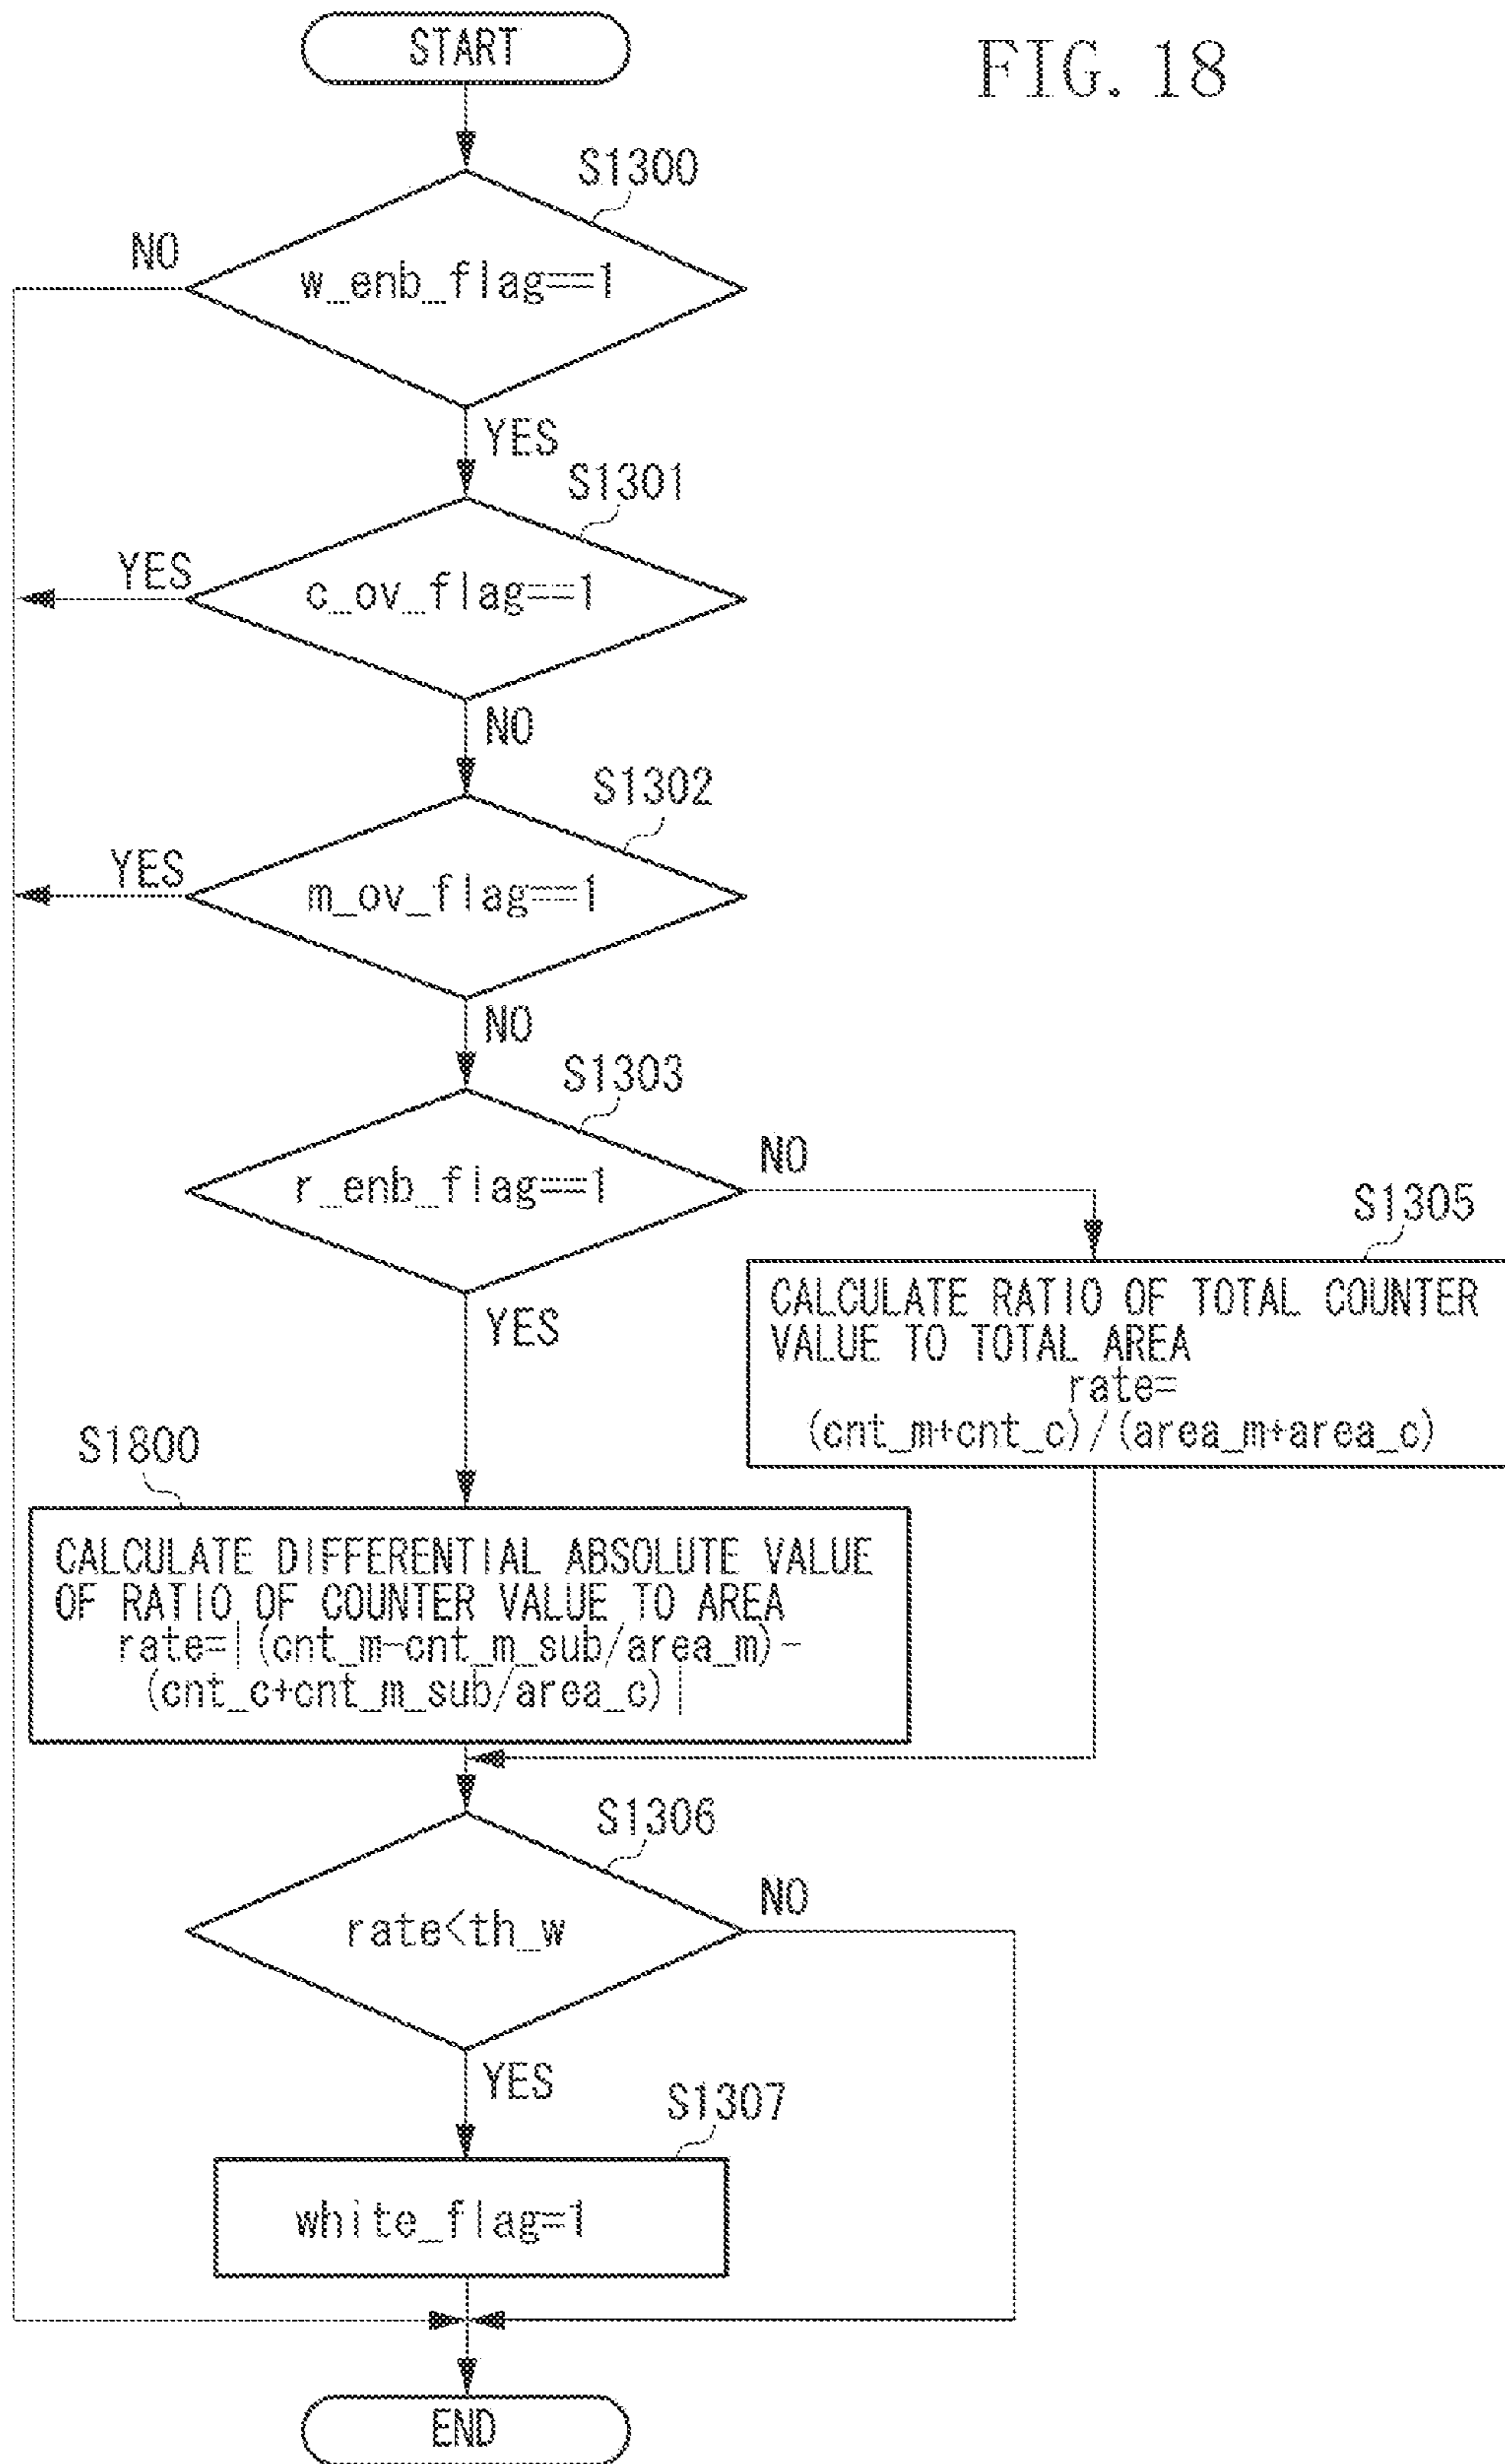 START
FIG. 18
S1300
NO
w_enb_flag==1
YES
S1301
YES
c_ov_flag==1
NO
S1302
YES
m_ov_flag==1
NO
S1303
NO
r_enb_flag==1
S1305
YES
CALCULATE RATIO OF TOTAL COUNTER
VALUE TO TOTAL AREA
rate=
(cnt_m+cnt_c)/(area_m+area_c)
S1800
CALCULATE DIFFERENTIAL ABSOLUTE VALUE
OF RATIO OF COUNTER VALUE TO AREA
rate=|(cnt_m-cnt_m_sub/area_m)-
(cnt_c+cnt_m_sub/area_c)|
S1306
NO
rate<th_w
YES
S1307
white_flag=1
END